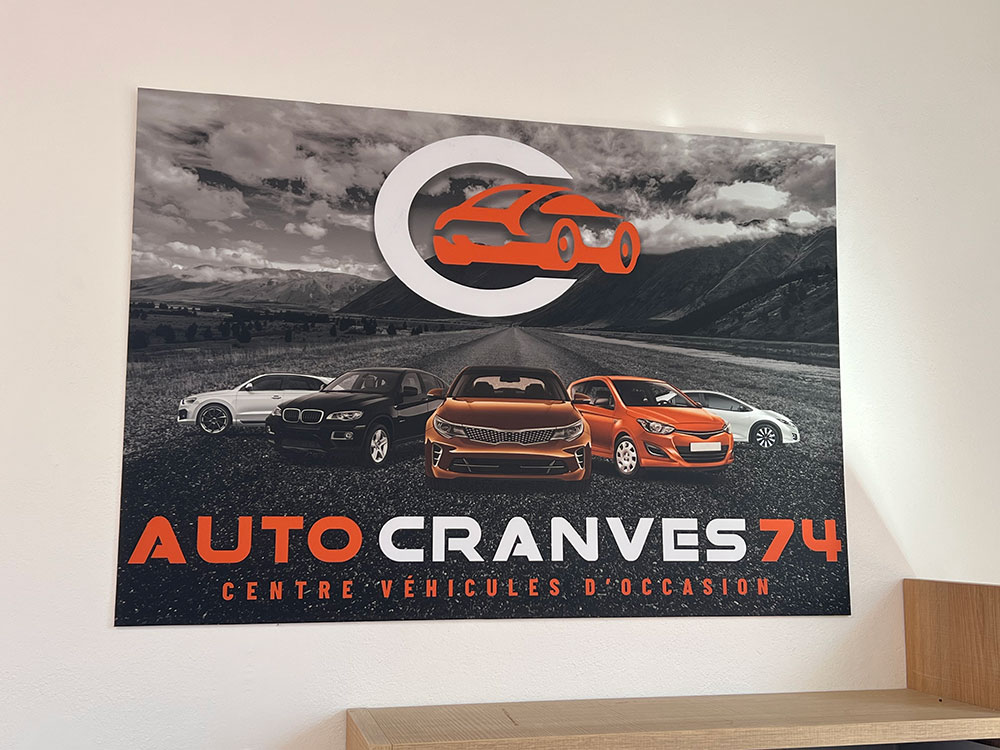 AUTO CRANVES 74
CENTRE VÉHICULES D'OCCASION